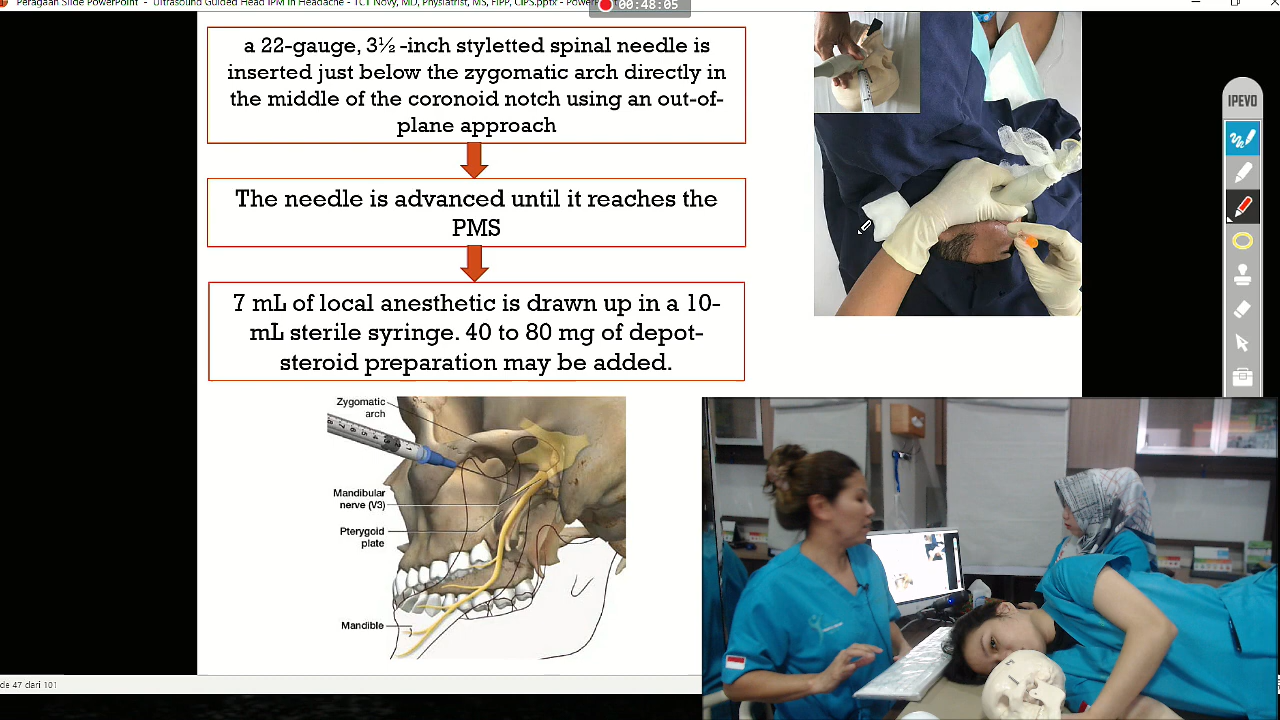 Peragaan Slide PowerPoint - Ultrasound Guided Head IPM in Headache - TCT Novy, MD, Physiatrist, MS, FIPP, CIPS.pptx - PowerP
00:48:05
a 22-gauge, 3½ -inch styletted spinal needle is
inserted just below the zygomatic arch directly in
the middle of the coronoid notch using an out-of-
plane approach
The needle is advanced until it reaches the
PMS
7 mL of local anesthetic is drawn up in a 10-
mL sterile syringe. 40 to 80 mg of depot-
steroid preparation may be added.
Zygomatic
arch
Mandibular
nerve (V3)
Pterygoid
plate
Mandible
IPEVO
de 47 dari 101